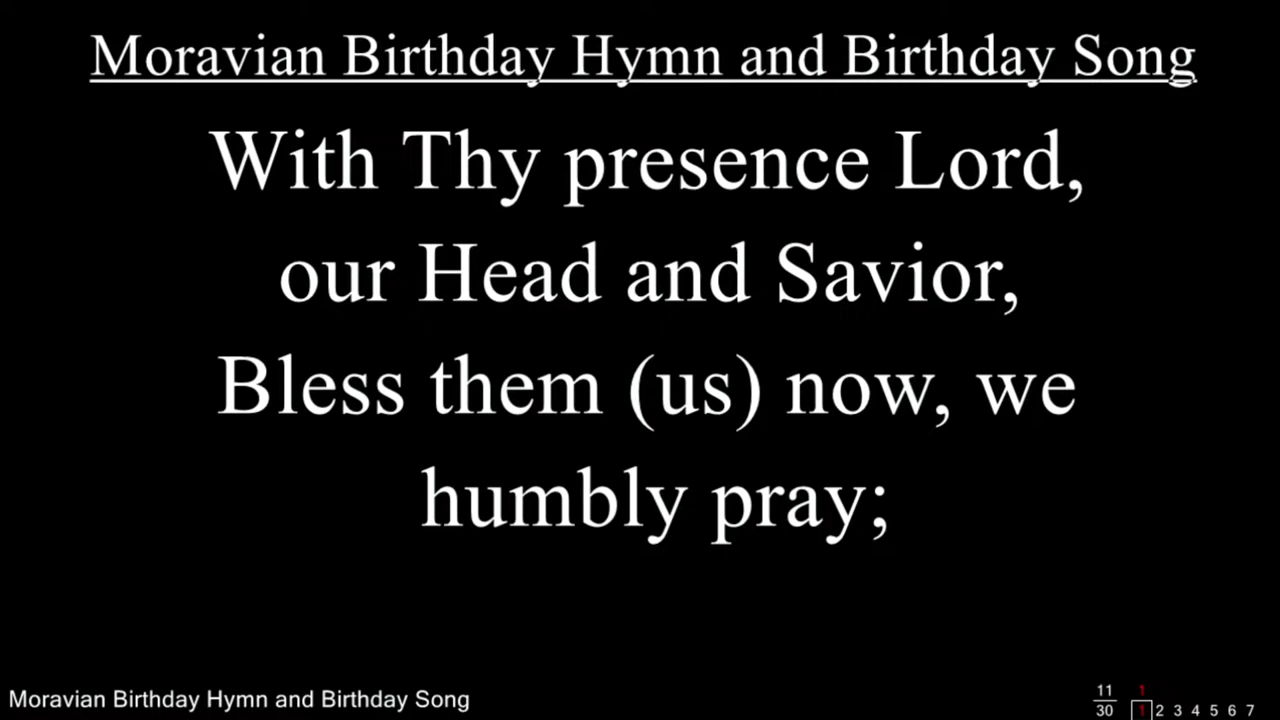 Moravian Birthday Hymn and Birthday Song
With Thy presence Lord,
our Head and Savior,
Bless them (us) now, we
humbly pray;
Moravian Birthday Hymn and Birthday Song
11
30
1
1 2 3 4 5 6 7